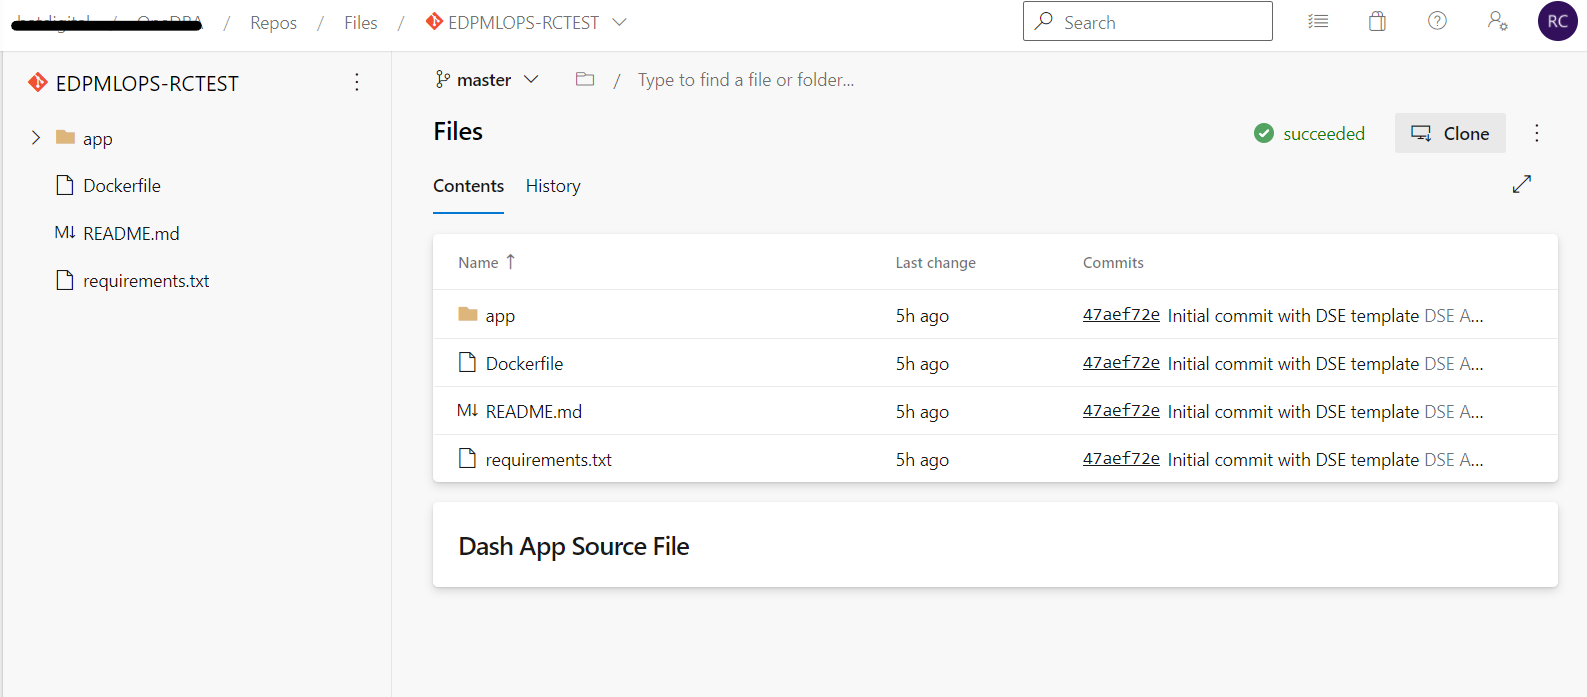 / Repos / Files / EDPMLOPS-RCTEST
Search
RC
EDPMLOPS-RCTEST
app
Dockerfile
M↓ README.md
requirements.txt
master / Type to find a file or folder...
Files
succeeded
Clone
Contents History
Name ↑ Last change Commits
app 5h ago 47aef72e Initial commit with DSE template DSE A...
Dockerfile 5h ago 47aef72e Initial commit with DSE template DSE A...
M↓ README.md 5h ago 47aef72e Initial commit with DSE template DSE A...
requirements.txt 5h ago 47aef72e Initial commit with DSE template DSE A...
Dash App Source File